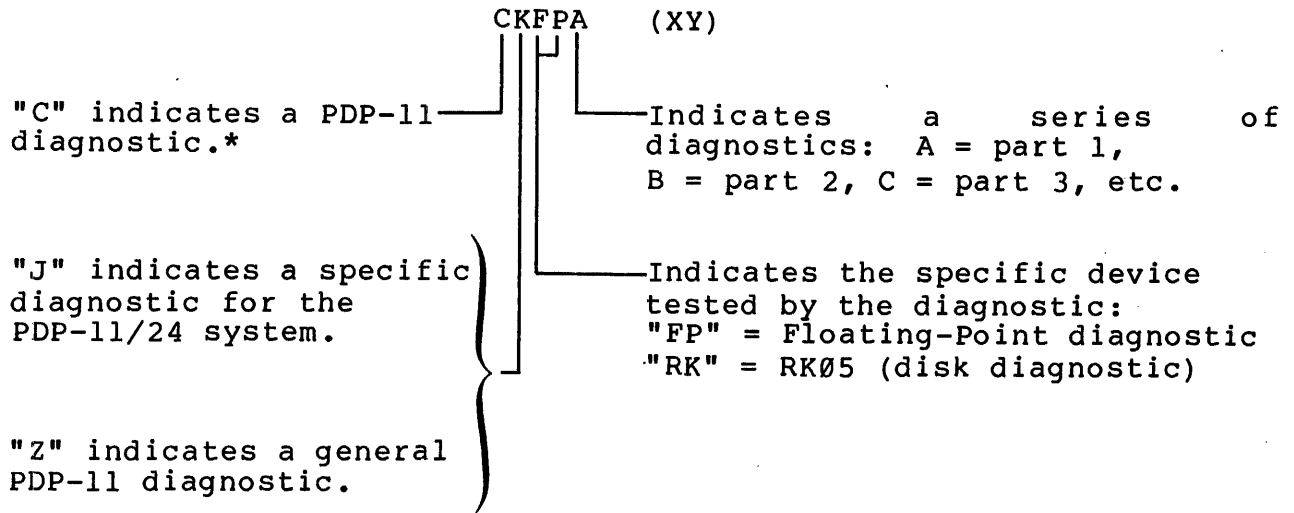 CKFPA (XY)
"C" indicates a PDP-11
diagnostic.*
Indicates a series of
diagnostics: A = part 1,
B = part 2, C = part 3, etc.
"J" indicates a specific
diagnostic for the
PDP-11/24 system.
Indicates the specific device
tested by the diagnostic:
"FP" = Floating-Point diagnostic
"RK" = RKØ5 (disk diagnostic)
"Z" indicates a general
PDP-11 diagnostic.